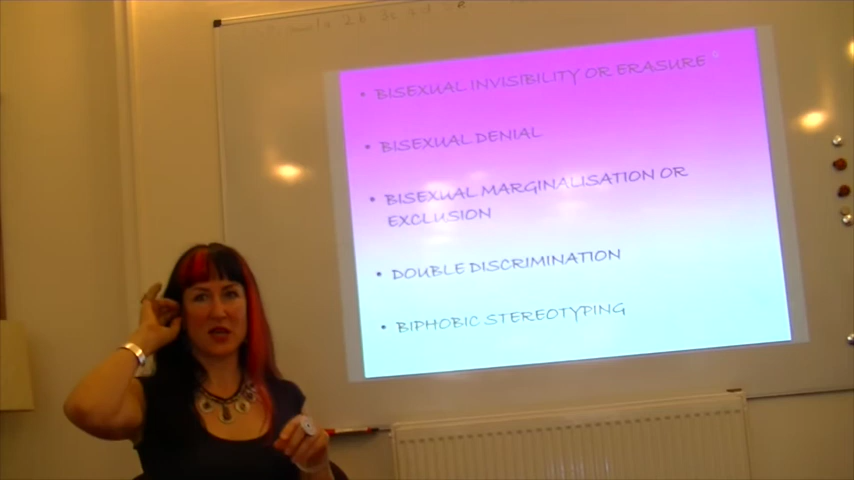 • BISEXUAL INVISIBILITY OR ERASURE
• BISEXUAL DENIAL
• BISEXUAL MARGINALISATION OR
EXCLUSION
• DOUBLE DISCRIMINATION
• BIPHOBIC STEREOTYPING